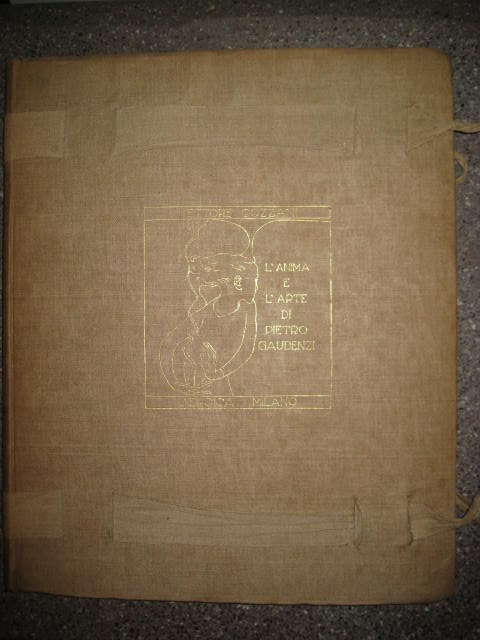 ETTORE COZZANI
L'ANIMA
E
L'ARTE
DI
PIETRO
GAUDENZI
L'EROICA MILANO